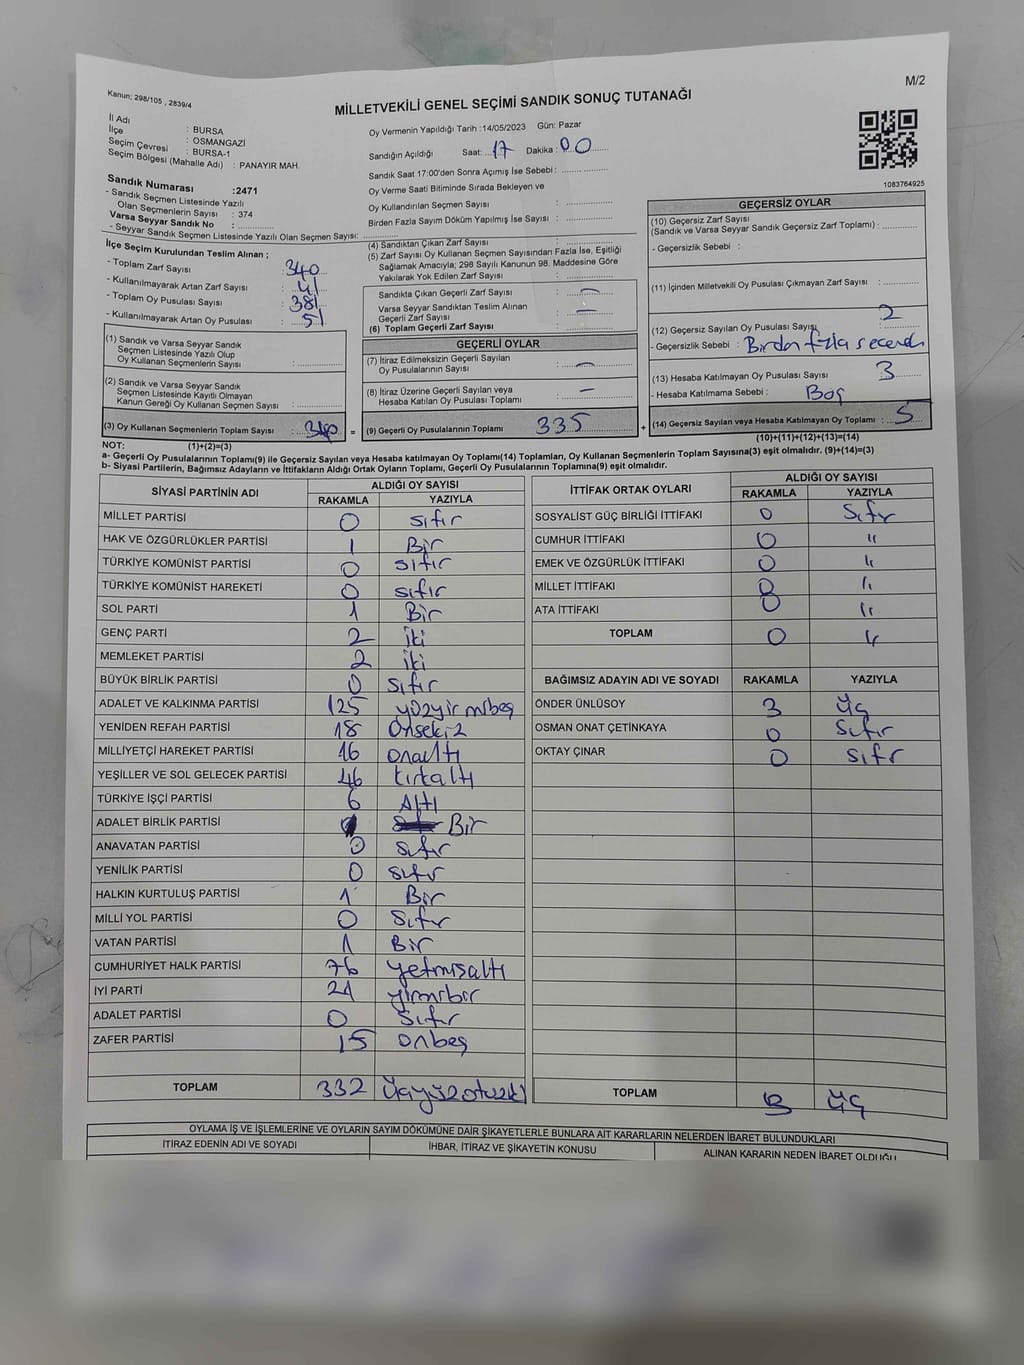 Kanun; 298/105 , 2839/4
M/2
MİLLETVEKİLİ GENEL SEÇİMİ SANDIK SONUÇ TUTANAĞI
İl Adı : BURSA
İlçe : OSMANGAZİ
Seçim Çevresi : BURSA-1
Seçim Bölgesi (Mahalle Adı) : PANAYIR MAH.
Sandık Numarası :2471
- Sandık Seçmen Listesinde Yazılı
Olan Seçmenlerin Sayısı : 374
Varsa Seyyar Sandık No :
- Seyyar Sandık Seçmen Listesinde Yazılı Olan Seçmen Sayısı:
Oy Vermenin Yapıldığı Tarih :14/05/2023 Gün: Pazar
Sandığın Açıldığı Saat: 17 Dakika: 00
Sandık Saat 17:00'den Sonra Açımış İse Sebebi :
Oy Verme Saati Bitiminde Sırada Bekleyen ve
Oy Kullandırılan Seçmen Sayısı :
Birden Fazla Sayım Döküm Yapılmış İse Sayısı :
1083764925
İlçe Seçim Kurulundan Teslim Alınan ;
- Toplam Zarf Sayısı : 340
- Kullanılmayarak Artan Zarf Sayısı : 41
- Toplam Oy Pusulası Sayısı : 381
- Kullanılmayarak Artan Oy Pusulası : 51
(1) Sandık ve Varsa Seyyar Sandık
Seçmen Listesinde Yazılı Olup
Oy Kullanan Seçmenlerin Sayısı :
(2) Sandık ve Varsa Seyyar Sandık
Seçmen Listesinde Kayıtlı Olmayan
Kanun Gereği Oy Kullanan Seçmen Sayısı :
(3) Oy Kullanan Seçmenlerin Toplam Sayısı : 340 =
(4) Sandıktan Çıkan Zarf Sayısı :
(5) Zarf Sayısı Oy Kullanan Seçmen Sayısından Fazla İse, Eşitliği
Sağlamak Amacıyla; 298 Sayılı Kanunun 98. Maddesine Göre
Yakılarak Yok Edilen Zarf Sayısı :
Sandıkta Çıkan Geçerli Zarf Sayısı : —
Varsa Seyyar Sandıktan Teslim Alınan
Geçerli Zarf Sayısı : —
(6) Toplam Geçerli Zarf Sayısı :
GEÇERLİ OYLAR
(7) İtiraz Edilmeksizin Geçerli Sayılan
Oy Pusulasının Sayısı : —
(8) İtiraz Üzerine Geçerli Sayılan veya
Hesaba Katılan Oy Pusulası Toplamı : —
(9) Geçerli Oy Pusulalarının Toplamı : 335 +
GEÇERSİZ OYLAR
(10) Geçersiz Zarf Sayısı
(Sandık ve Varsa Seyyar Sandık Geçersiz Zarf Toplamı) :
- Geçersizlik Sebebi :
(11) İçinden Milletvekili Oy Pusulası Çıkmayan Zarf Sayısı :
(12) Geçersiz Sayılan Oy Pusulası Sayısı : 2
- Geçersizlik Sebebi : Birden fazla secenek
(13) Hesaba Katılmayan Oy Pusulası Sayısı : 3
- Hesaba Katılmama Sebebi : Boş
(14) Geçersiz Sayılan veya Hesaba Katılmayan Oy Toplamı : 5
NOT: (1)+(2)=(3)
(10)+(11)+(12)+(13)=(14)
a- Geçerli Oy Pusulalarının Toplamı(9) ile Geçersiz Sayılan veya Hesaba katılmayan Oy Toplamı(14) Toplamları, Oy Kullanan Seçmenlerin Toplam Sayısına(3) eşit olmalıdır. (9)+(14)=(3)
b- Siyasi Partilerin, Bağımsız Adayların ve İttifakların Aldığı Ortak Oyların Toplamı, Geçerli Oy Pusulalarının Toplamına(9) eşit olmalıdır.
SİYASİ PARTİNİN ADI ALDIĞI OY SAYISI
RAKAMLA YAZIYLA
MİLLET PARTİSİ 0 sıfır
HAK VE ÖZGÜRLÜKLER PARTİSİ 1 Bir
TÜRKİYE KOMÜNİST PARTİSİ 0 sıfır
TÜRKİYE KOMÜNİST HAREKETİ 0 sıfır
SOL PARTİ 1 Bir
GENÇ PARTİ 2 iki
MEMLEKET PARTİSİ 2 iki
BÜYÜK BİRLİK PARTİSİ 0 sıfır
ADALET VE KALKINMA PARTİSİ 125 yüzyirmibeş
YENİDEN REFAH PARTİSİ 18 Onsekiz
MİLLİYETÇİ HAREKET PARTİSİ 16 onaltı
YEŞİLLER VE SOL GELECEK PARTİSİ 46 kırkaltı
TÜRKİYE İŞÇİ PARTİSİ 6 Altı
ADALET BİRLİK PARTİSİ 1 Bir
ANAVATAN PARTİSİ 0 sıfır
YENİLİK PARTİSİ 0 sıfır
HALKIN KURTULUŞ PARTİSİ 1 Bir
MİLLİ YOL PARTİSİ 0 Sıfır
VATAN PARTİSİ 1 Bir
CUMHURİYET HALK PARTİSİ 76 yetmişaltı
İYİ PARTİ 21 yirmibir
ADALET PARTİSİ 0 Sıfır
ZAFER PARTİSİ 15 onbeş
TOPLAM 332 üçyüzotuziki
İTTİFAK ORTAK OYLARI ALDIĞI OY SAYISI
RAKAMLA YAZIYLA
SOSYALİST GÜÇ BİRLİĞİ İTTİFAKI 0 Sıfır
CUMHUR İTTİFAKI 0 "
EMEK VE ÖZGÜRLÜK İTTİFAKI 0 "
MİLLET İTTİFAKI 0 "
ATA İTTİFAKI 0 "
TOPLAM 0 "
BAĞIMSIZ ADAYIN ADI VE SOYADI RAKAMLA YAZIYLA
ÖNDER ÜNLÜSOY 3 Üç
OSMAN ONAT ÇETİNKAYA 0 Sıfır
OKTAY ÇINAR 0 sıfır
TOPLAM 3 üç
OYLAMA İŞ VE İŞLEMLERİNE VE OYLARIN SAYIM DÖKÜMÜNE DAİR ŞİKAYETLERLE BUNLARA AİT KARARLARIN NELERDEN İBARET BULUNDUKLARI
İTİRAZ EDENİN ADI VE SOYADI İHBAR, İTİRAZ VE ŞİKAYETİN KONUSU ALINAN KARARIN NEDEN İBARET OLDUĞU